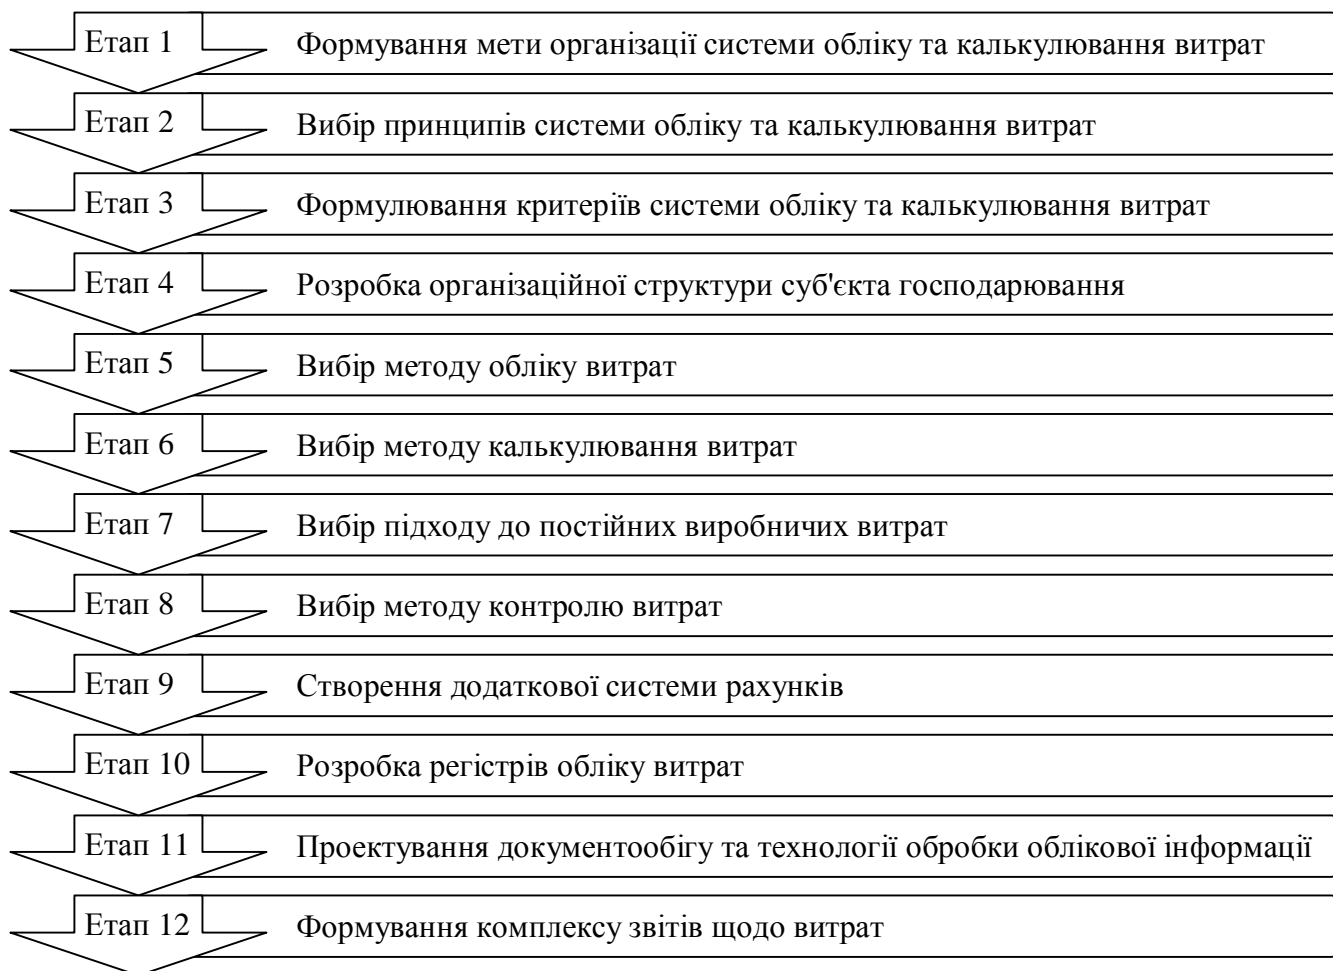 Етап 1 Формування мети організації системи обліку та калькулювання витрат
Етап 2 Вибір принципів системи обліку та калькулювання витрат
Етап 3 Формулювання критеріїв системи обліку та калькулювання витрат
Етап 4 Розробка організаційної структури суб'єкта господарювання
Етап 5 Вибір методу обліку витрат
Етап 6 Вибір методу калькулювання витрат
Етап 7 Вибір підходу до постійних виробничих витрат
Етап 8 Вибір методу контролю витрат
Етап 9 Створення додаткової системи рахунків
Етап 10 Розробка регістрів обліку витрат
Етап 11 Проектування документообігу та технології обробки облікової інформації
Етап 12 Формування комплексу звітів щодо витрат